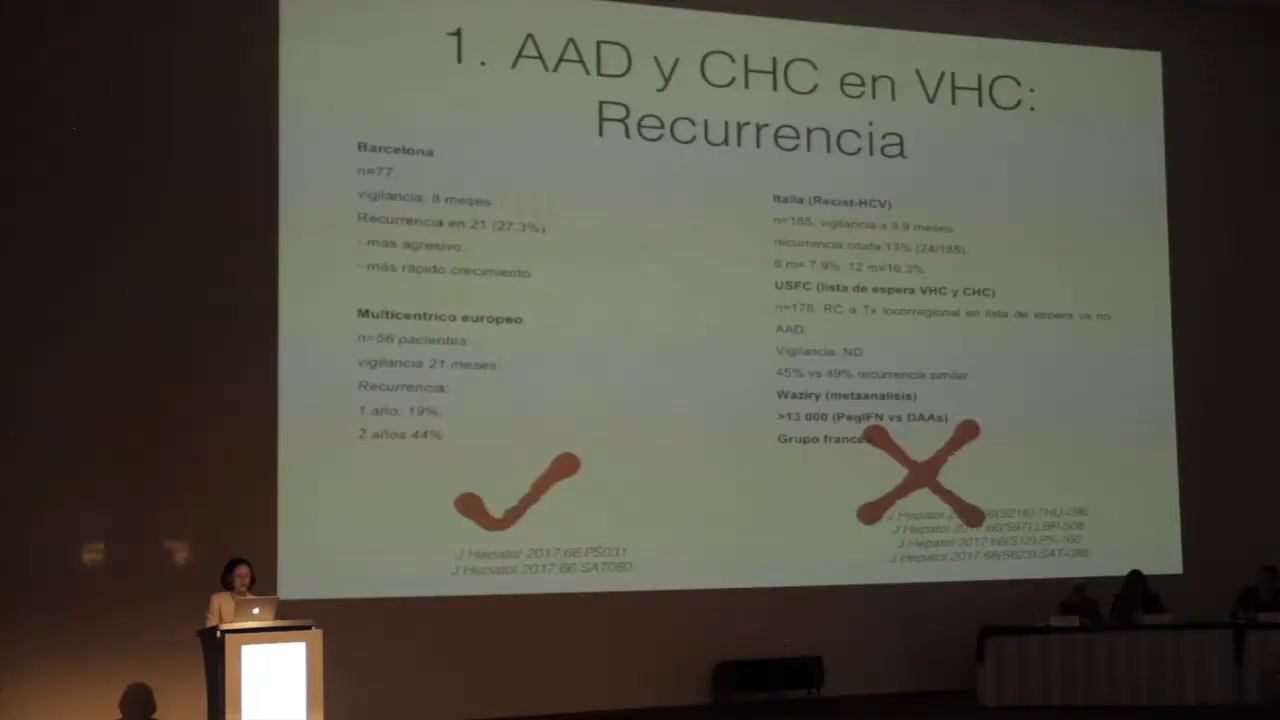 1. AAD y CHC en VHC:
Recurrencia
Barcelona
n=77.
vigilancia: 8 meses
Recurrencia en 21 (27.3%)
- mas agresivo.
- más rapido crecimiento
Multicentrico europeo
n=56 pacientes
vigilancia 21 meses
Recurrencia.
1 año: 19%.
2 años 44%
J Hepatol 2017;66:PS031
J Hepatol 2017;66:SAT080
Italia (Recist-HCV)
n=185, vigilancia a 9.9 meses
recurrencia cruda 13% (24/185).
6 m= 7.9%. 12 m=16.3%
USFC (lista de espera VHC y CHC)
n=178, RC a Tx locorregional en lista de espera vs no
AAD.
Vigilancia: ND
45% vs 49% recurrencia similar
Waziry (metaanalisis)
>13 000 (PegIFN vs DAAs)
Grupo francés
J Hepatol
J Hepatol 2017;66(S97):LBP-508
J Hepatol 2017;66(S12):PS-160
J Hepatol 2017;66(S623):SAT-086